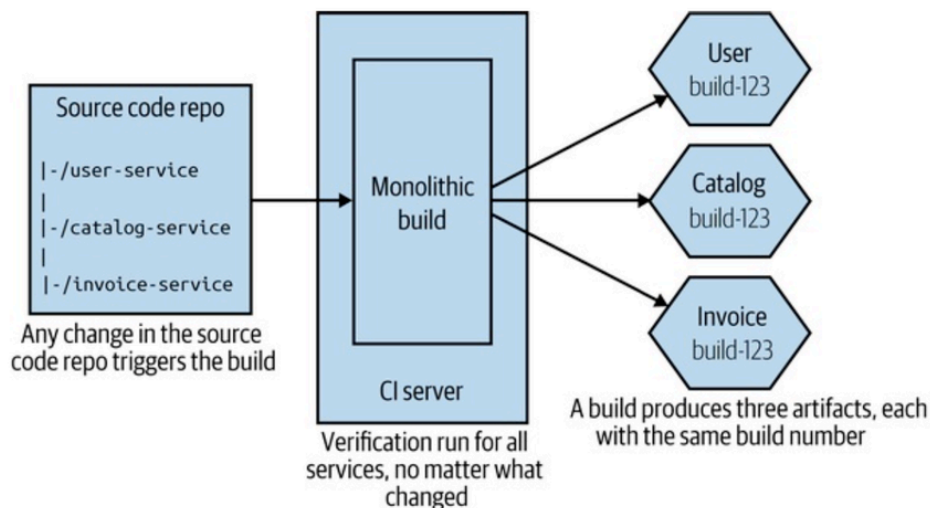 Source code repo
|-/user-service
|
|-/catalog-service
|
|-/invoice-service
Any change in the source
code repo triggers the build
Monolithic
build
CI server
Verification run for all
services, no matter what
changed
User
build-123
Catalog
build-123
Invoice
build-123
A build produces three artifacts, each
with the same build number